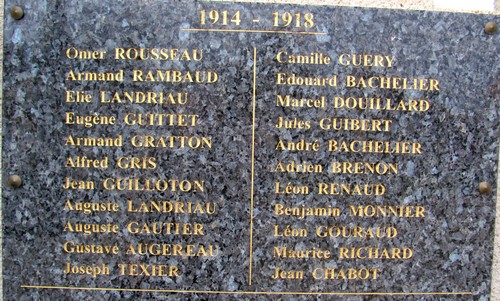 1914 - 1918
Omer ROUSSEAU
Armand RAMBAUD
Elie LANDRIAU
Eugène GUITTET
Armand GRATTON
Alfred GRIS
Jean GUILLOTON
Auguste LANDRIAU
Auguste GAUTIER
Gustave AUGEREAU
Joseph TEXIER
Camille GUERY
Edouard BACHELIER
Marcel DOUILLARD
Jules GUIBERT
André BACHELIER
Adrien BRENON
Léon RENAUD
Benjamin MONNIER
Léon GOURAUD
Maurice RICHARD
Jean CHABOT